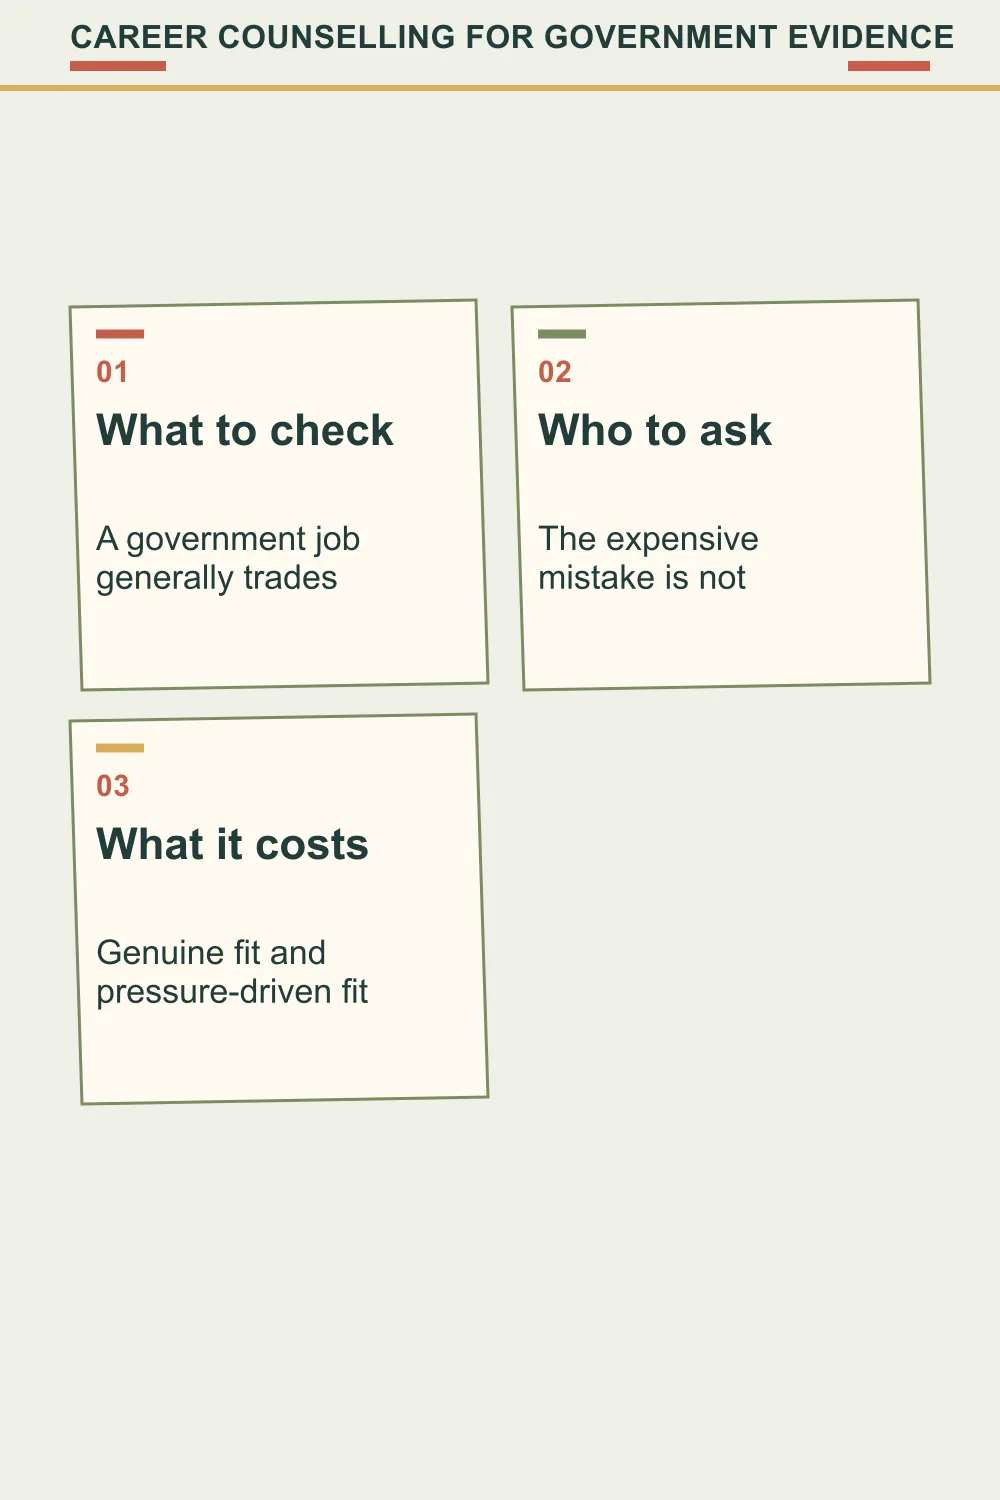 CAREER COUNSELLING FOR GOVERNMENT EVIDENCE
01
What to check
A government job
generally trades
02
Who to ask
The expensive
mistake is not
03
What it costs
Genuine fit and
pressure-driven fit